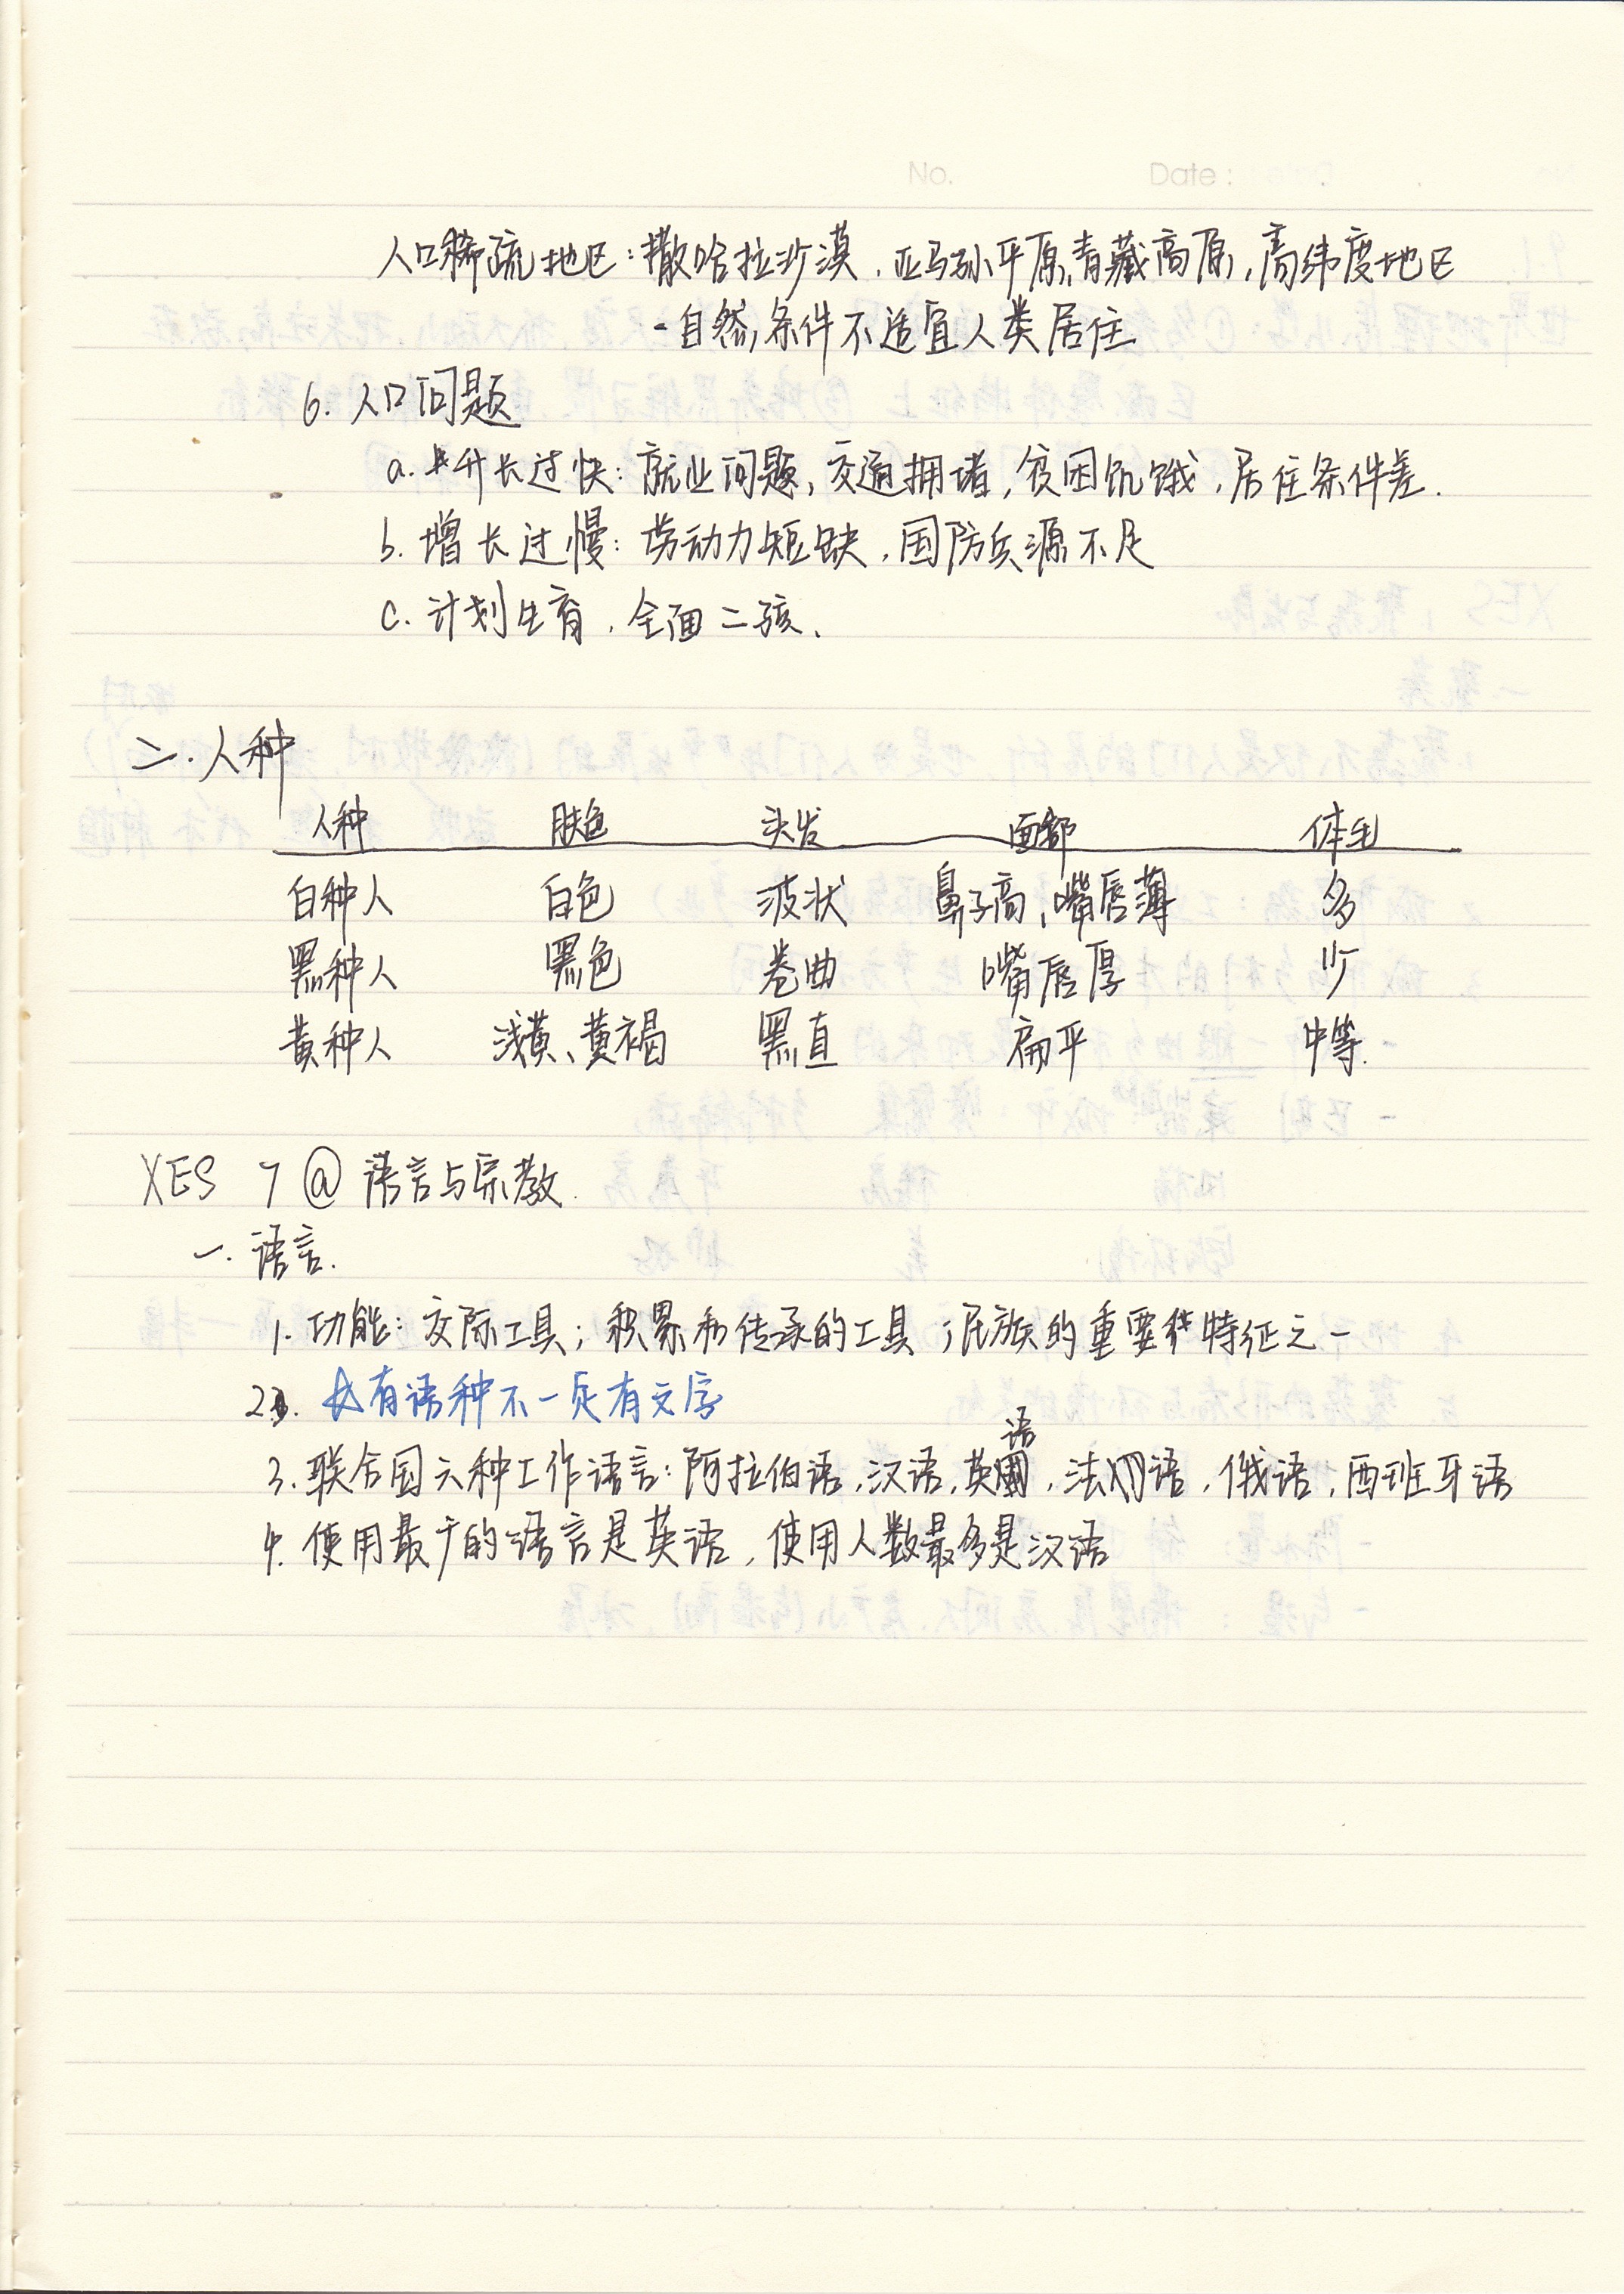 No. Date:
人口稀疏地区：撒哈拉沙漠，亚马孙平原，青藏高原，高纬度地区
-自然条件不适宜人类居住
6. 人口问题
a. 升长过快：就业问题，交通拥堵，贫困饥饿，居住条件差.
b. 增长过慢：劳动力短缺，国防兵源不足
c. 计划生育，全面二孩.
二.人种
人种 肤色 头发 面部 体毛
白种人 白色 波状 鼻子高、嘴唇薄 多
黑种人 黑色 卷曲 嘴唇厚 少
黄种人 浅黄、黄褐 黑直 扁平 中等.
XES 7@ 语言与宗教.
一. 语言.
1. 功能：交际工具；积累和传承的工具；民族的重要特征之一
2. ☆有语种不一定有文字
3. 联合国六种工作语言：阿拉伯语，汉语，英语，法语，俄语，西班牙语
4. 使用最广的语言是英语，使用人数最多是汉语